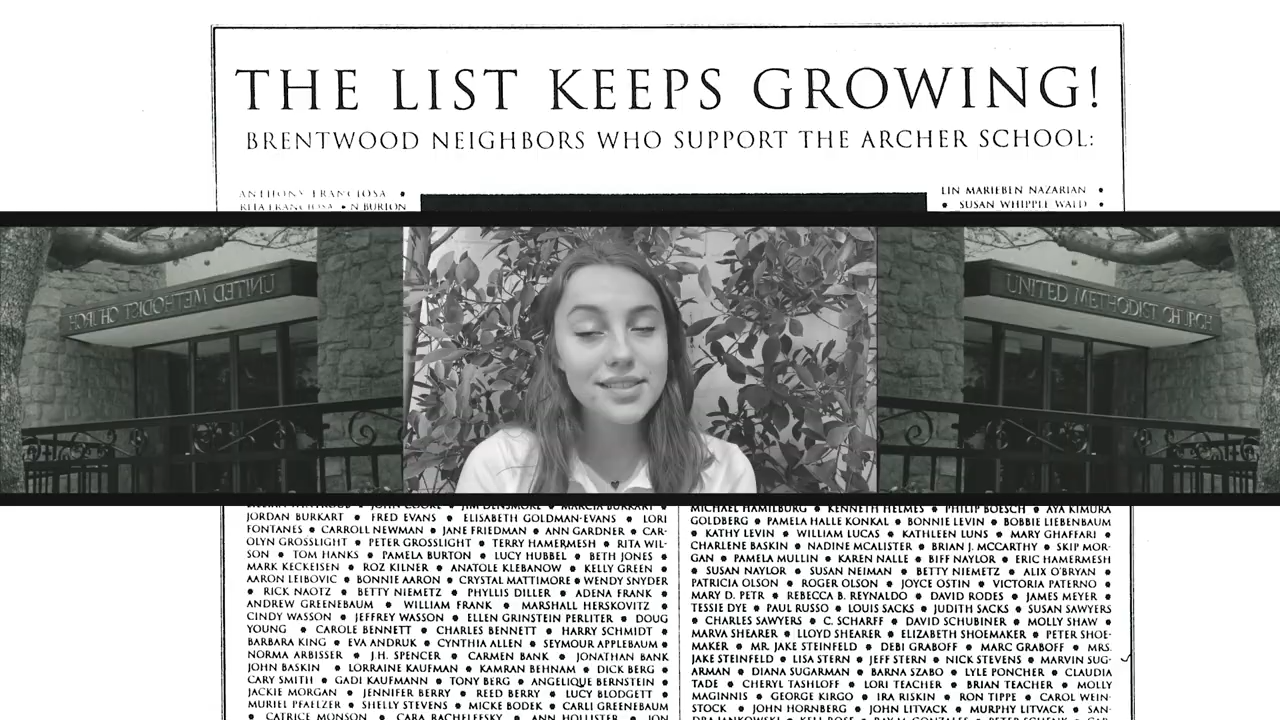 THE LIST KEEPS GROWING!
BRENTWOOD NEIGHBORS WHO SUPPORT THE ARCHER SCHOOL:
ANTHONY FRANCIOSA •
RITA FRANCIOSA • N BURTON
LIN MARIEBEN NAZARIAN •
• SUSAN WHIPPLE WALD •
UNITED METHODIST CHURCH
UNITED METHODIST CHURCH
JORDAN BURKART • FRED EVANS • ELISABETH GOLDMAN-EVANS • LORI
FONTANES • CARROLL NEWMAN • JANE FRIEDMAN • ANN GARDNER • CAR-
OLYN GROSSLIGHT • PETER GROSSLIGHT • TERRY HAMERMESH • RITA WIL-
SON • TOM HANKS • PAMELA BURTON • LUCY HUBBEL • BETH JONES •
MARK KECKEISEN • ROZ KILNER • ANATOLE KLEBANOW • KELLY GREEN •
AARON LEIBOVIC • BONNIE AARON • CRYSTAL MATTIMORE • WENDY SNYDER
• RICK NAOTZ • BETTY NIEMETZ • PHYLLIS DILLER • ADENA FRANK •
ANDREW GREENEBAUM • WILLIAM FRANK • MARSHALL HERSKOVITZ •
CINDY WASSON • JEFFREY WASSON • ELLEN GRINSTEIN PERLITER • DOUG
YOUNG • CAROLE BENNETT • CHARLES BENNETT • HARRY SCHMIDT •
BARBARA KING • EVA ANDRUK • CYNTHIA ALLEN • SEYMOUR APPLEBAUM •
NORMA ARBISSER • J.H. SPENCER • CARMEN BANK • JONATHAN BANK
JOHN BASKIN • LORRAINE KAUFMAN • KAMRAN BEHNAM • DICK BERG •
CARY SMITH • GADI KAUFMANN • TONY BERG • ANGELIQUE BERNSTEIN •
JACKIE MORGAN • JENNIFER BERRY • REED BERRY • LUCY BLODGETT •
MURIEL PFAELZER • SHELLY STEVENS • MICKE BODEK • CARLI GREENEBAUM
• CATRICE MONSON • CARA RACHELEFSKY • ANN HOLLISTER • JON
MICHAEL HAMILBURG • KENNETH HELMES • PHILIP BOESCH • AYA KIMURA
GOLDBERG • PAMELA HALLE KONKAL • BONNIE LEVIN • BOBBIE LIEBENBAUM
• KATHY LEVIN • WILLIAM LUCAS • KATHLEEN LUNS • MARY GHAFFARI •
CHARLENE BASKIN • NADINE MCALISTER • BRIAN J. MCCARTHY • SKIP MOR-
GAN • PAMELA MULLIN • KAREN NALLE • BIFF NAYLOR • ERIC HAMERMESH
• SUSAN NAYLOR • SUSAN NEIMAN • BETTY NIEMETZ • ALIX O'BRYAN •
PATRICIA OLSON • ROGER OLSON • JOYCE OSTIN • VICTORIA PATERNO •
MARY D. PETR • REBECCA B. REYNALDO • DAVID RODES • JAMES MEYER •
TESSIE DYE • PAUL RUSSO • LOUIS SACKS • JUDITH SACKS • SUSAN SAWYERS
• CHARLES SAWYERS • C. SCHARFF • DAVID SCHUBINER • MOLLY SHAW •
MARVA SHEARER • LLOYD SHEARER • ELIZABETH SHOEMAKER • PETER SHOE-
MAKER • MR. JAKE STEINFELD • DEBI GRABOFF • MARC GRABOFF • MRS.
JAKE STEINFELD • LISA STERN • JEFF STERN • NICK STEVENS • MARVIN SUG-
ARMAN • DIANA SUGARMAN • BARNA SZABO • LYLE PONCHER • CLAUDIA
TADE • CHERYL TASHLOFF • LORI TEACHER • BRIAN TEACHER • MOLLY
MAGINNIS • GEORGE KIRGO • IRA RISKIN • RON TIPPE • CAROL WEIN-
STOCK • JOHN HORNBERG • JOHN LITVACK • MURPHY LITVACK • SAN-